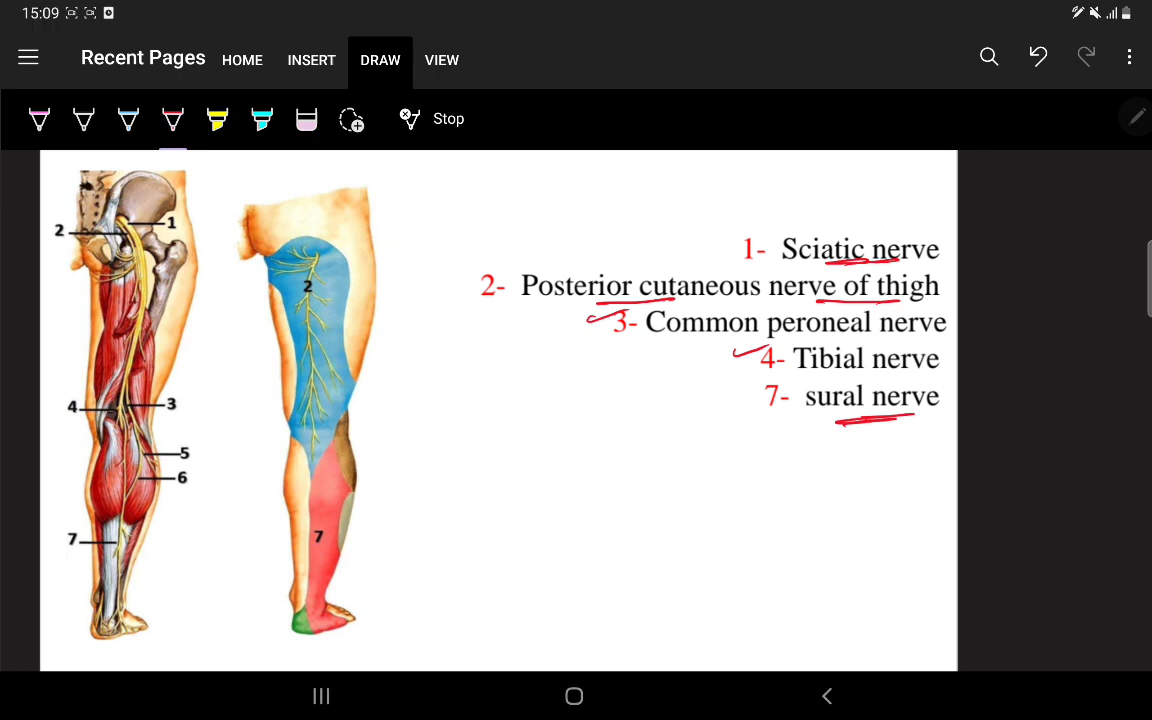 15:09
Recent Pages HOME INSERT DRAW VIEW
Stop
1
2
2
4
3
5
6
7
7
1- Sciatic nerve
2- Posterior cutaneous nerve of thigh
3- Common peroneal nerve
4- Tibial nerve
7- sural nerve